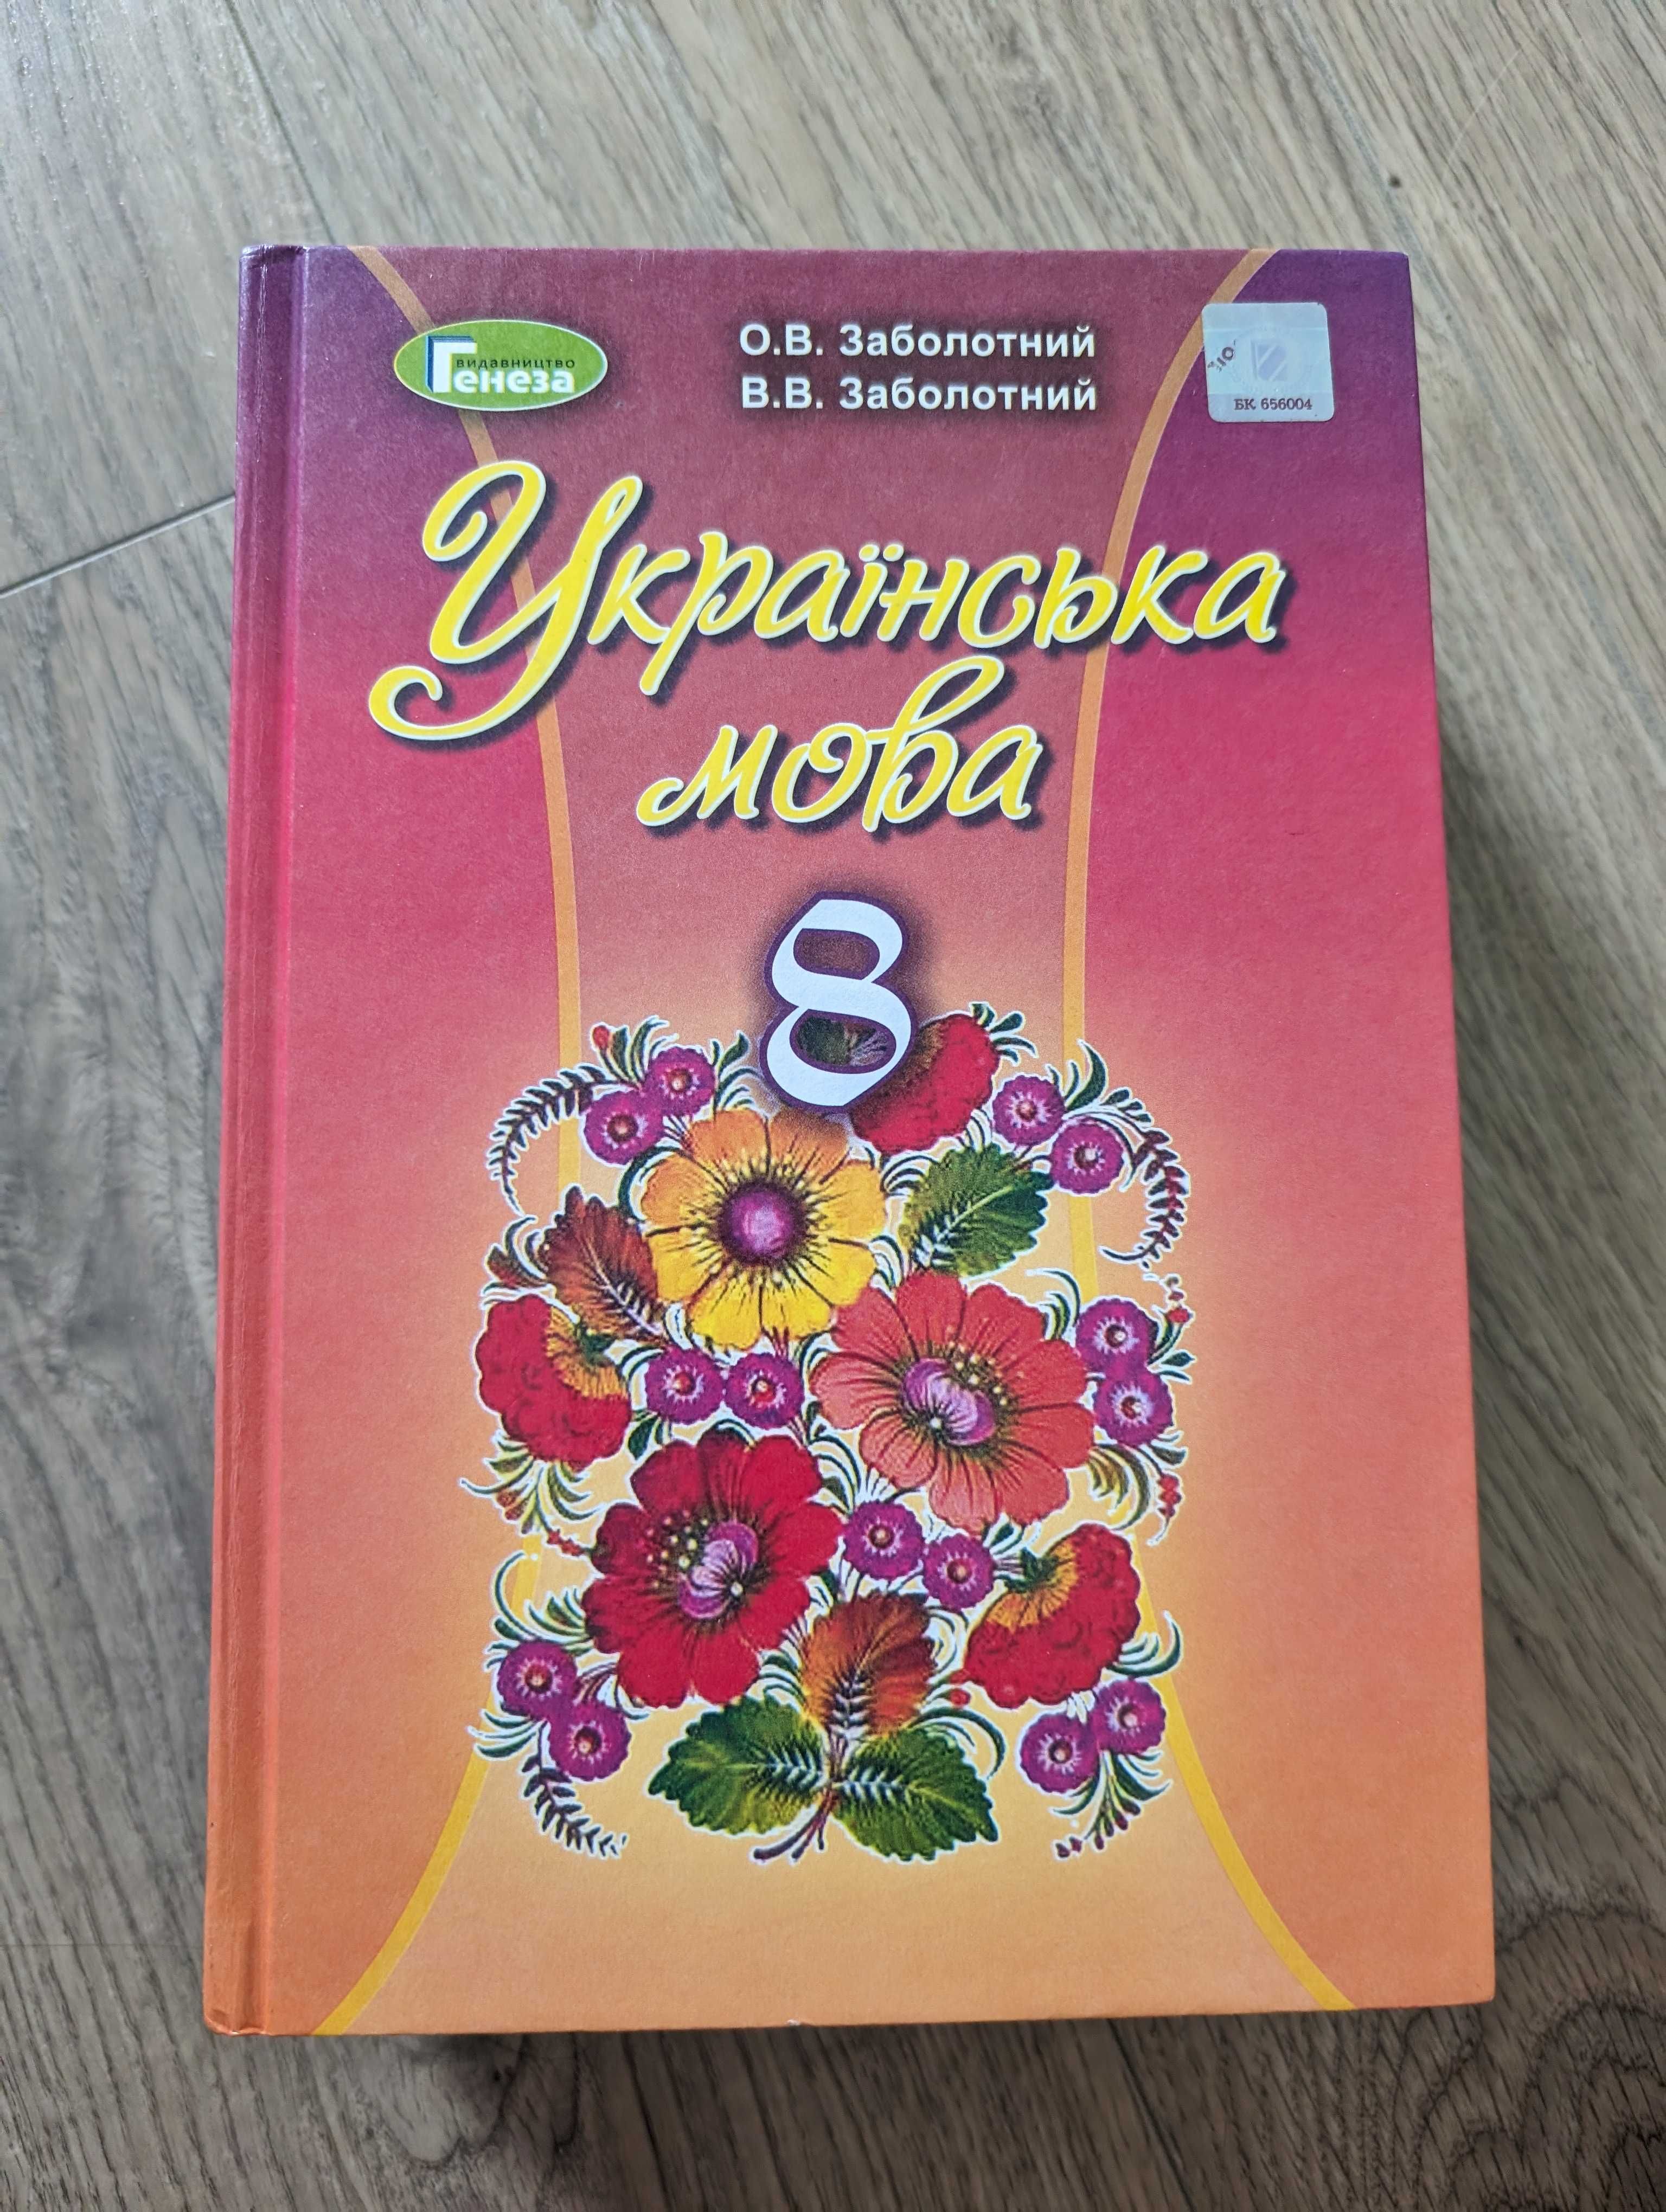 видавництво
Генеза
О.В. Заболотний
В.В. Заболотний
БК 656004
Українська
мова
8